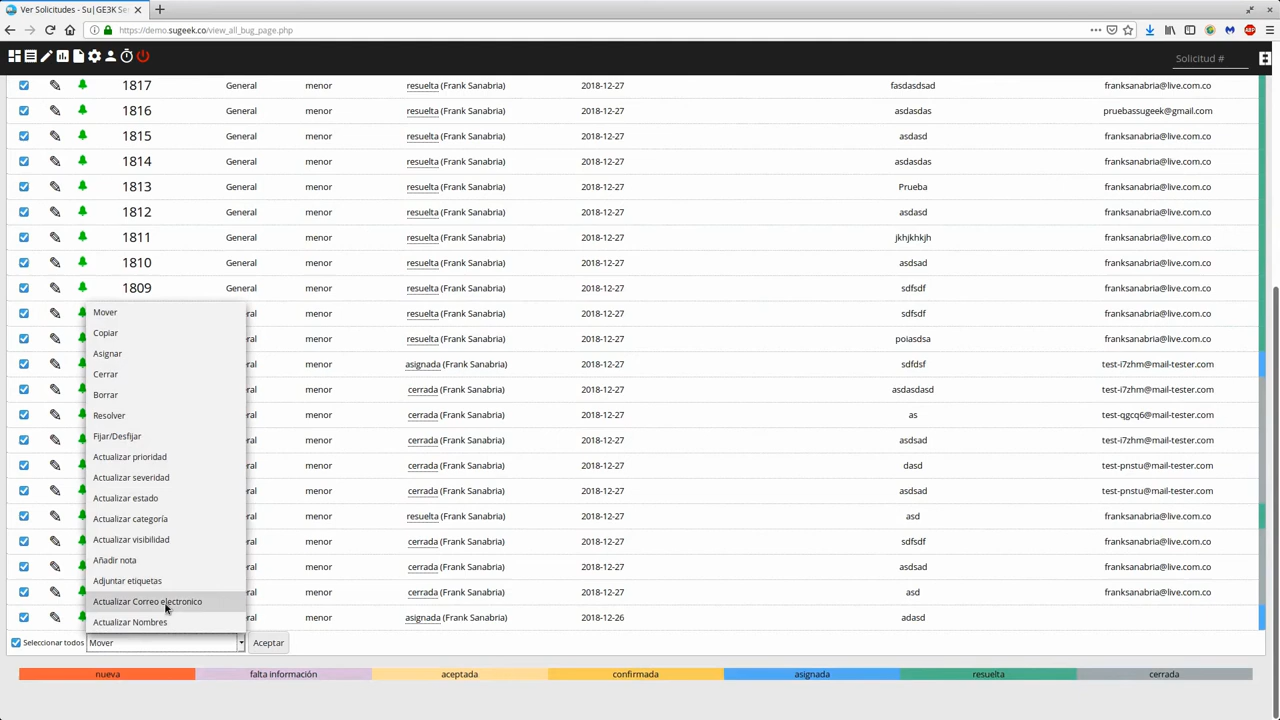 Ver Solicitudes - Su|GE3K Se
https://demo.sugeek.co/view_all_bug_page.php
ABP
Solicitud #
1817 General menor resuelta (Frank Sanabria) 2018-12-27 fasdasdsad franksanabria@live.com.co
1816 General menor resuelta (Frank Sanabria) 2018-12-27 asdasdas pruebassugeek@gmail.com
1815 General menor resuelta (Frank Sanabria) 2018-12-27 asdasd franksanabria@live.com.co
1814 General menor resuelta (Frank Sanabria) 2018-12-27 asdasdas franksanabria@live.com.co
1813 General menor resuelta (Frank Sanabria) 2018-12-27 Prueba franksanabria@live.com.co
1812 General menor resuelta (Frank Sanabria) 2018-12-27 asdasd franksanabria@live.com.co
1811 General menor resuelta (Frank Sanabria) 2018-12-27 jkhjkhkjh franksanabria@live.com.co
1810 General menor resuelta (Frank Sanabria) 2018-12-27 asdsad franksanabria@live.com.co
1809 General menor resuelta (Frank Sanabria) 2018-12-27 sdfsdf franksanabria@live.com.co
Mover eral menor resuelta (Frank Sanabria) 2018-12-27 sdfsdf franksanabria@live.com.co
Copiar eral menor resuelta (Frank Sanabria) 2018-12-27 poiasdsa franksanabria@live.com.co
Asignar eral menor asignada (Frank Sanabria) 2018-12-27 sdfdsf test-i7zhm@mail-tester.com
Cerrar
Borrar eral menor cerrada (Frank Sanabria) 2018-12-27 asdasdasd test-i7zhm@mail-tester.com
Resolver eral menor cerrada (Frank Sanabria) 2018-12-27 as test-qgcq6@mail-tester.com
Fijar/Desfijar eral menor cerrada (Frank Sanabria) 2018-12-27 asdsad test-i7zhm@mail-tester.com
Actualizar prioridad eral menor cerrada (Frank Sanabria) 2018-12-27 dasd test-pnstu@mail-tester.com
Actualizar severidad
Actualizar estado eral menor cerrada (Frank Sanabria) 2018-12-27 asdsad test-pnstu@mail-tester.com
Actualizar categoría eral menor resuelta (Frank Sanabria) 2018-12-27 asd franksanabria@live.com.co
Actualizar visibilidad eral menor cerrada (Frank Sanabria) 2018-12-27 sdfsdf franksanabria@live.com.co
Añadir nota eral menor cerrada (Frank Sanabria) 2018-12-27 asdsad franksanabria@live.com.co
Adjuntar etiquetas
Actualizar Correo electronico eral menor cerrada (Frank Sanabria) 2018-12-27 asd franksanabria@live.com.co
Actualizar Nombres eral menor asignada (Frank Sanabria) 2018-12-26 adasd
Seleccionar todos Mover Aceptar
nueva falta información aceptada confirmada asignada resuelta cerrada